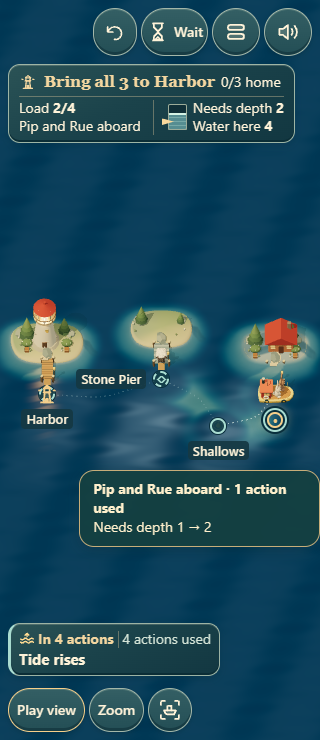 Wait
Bring all 3 to Harbor 0/3 home
Load 2/4
Pip and Rue aboard
Needs depth 2
Water here 4
Stone Pier
Harbor
Shallows
Pip and Rue aboard · 1 action
used
Needs depth 1 → 2
In 4 actions 4 actions used
Tide rises
Play view
Zoom